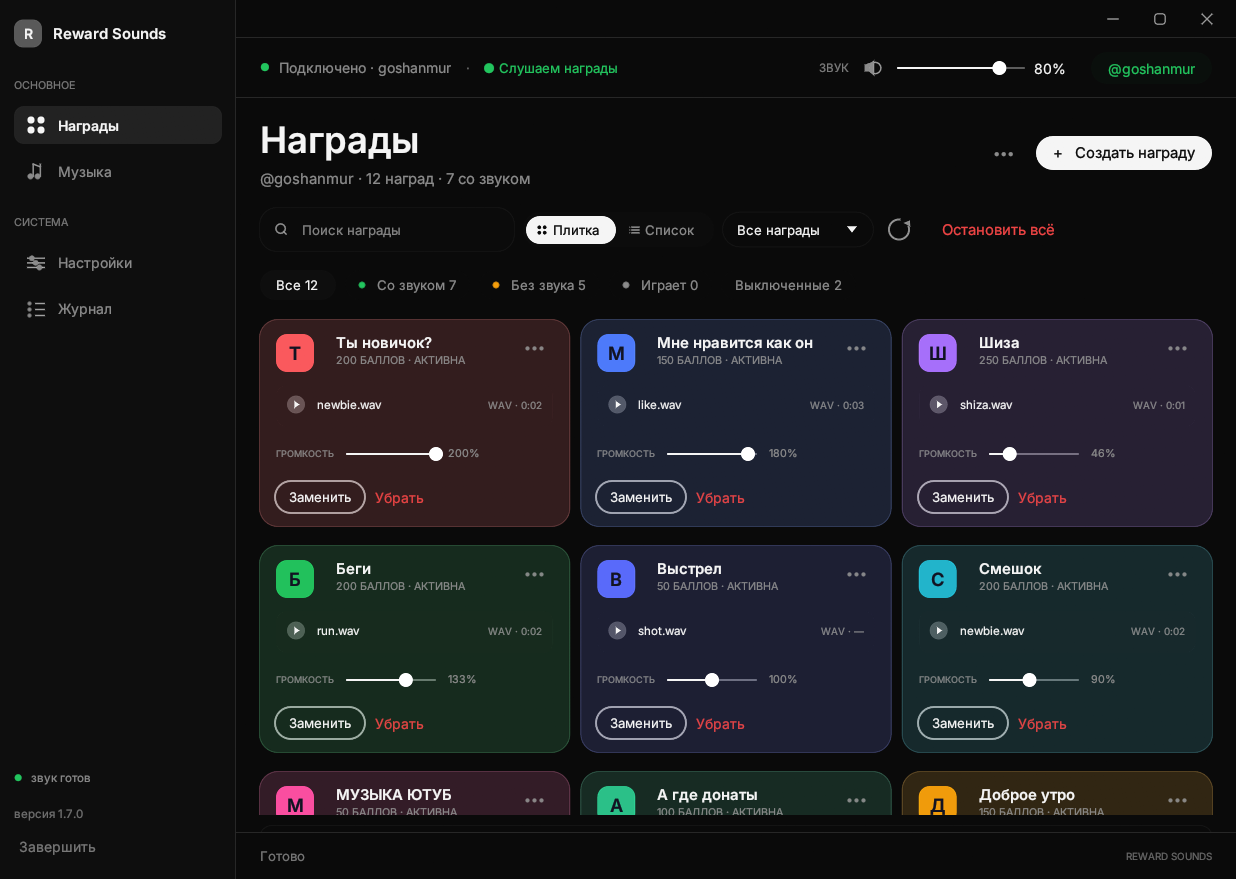 R Reward Sounds
ОСНОВНОЕ
Награды
Музыка
СИСТЕМА
Настройки
Журнал
звук готов
версия 1.7.0
Завершить
Подключено · goshanmur · Слушаем награды
ЗВУК 80% @goshanmur
Награды
@goshanmur · 12 наград · 7 со звуком
+ Создать награду
Поиск награды Плитка Список Все награды Остановить всё
Все 12 Со звуком 7 Без звука 5 Играет 0 Выключенные 2
Т Ты новичок?
200 БАЛЛОВ · АКТИВНА
newbie.wav WAV · 0:02
ГРОМКОСТЬ 200%
Заменить Убрать
М Мне нравится как он
150 БАЛЛОВ · АКТИВНА
like.wav WAV · 0:03
ГРОМКОСТЬ 180%
Заменить Убрать
Ш Шиза
250 БАЛЛОВ · АКТИВНА
shiza.wav WAV · 0:01
ГРОМКОСТЬ 46%
Заменить Убрать
Б Беги
200 БАЛЛОВ · АКТИВНА
run.wav WAV · 0:02
ГРОМКОСТЬ 133%
Заменить Убрать
В Выстрел
50 БАЛЛОВ · АКТИВНА
shot.wav WAV · —
ГРОМКОСТЬ 100%
Заменить Убрать
С Смешок
200 БАЛЛОВ · АКТИВНА
newbie.wav WAV · 0:02
ГРОМКОСТЬ 90%
Заменить Убрать
М МУЗЫКА ЮТУБ
50 БАЛЛОВ · АКТИВНА
А А где донаты
100 БАЛЛОВ · АКТИВНА
Д Доброе утро
150 БАЛЛОВ · АКТИВНА
Готово
REWARD SOUNDS